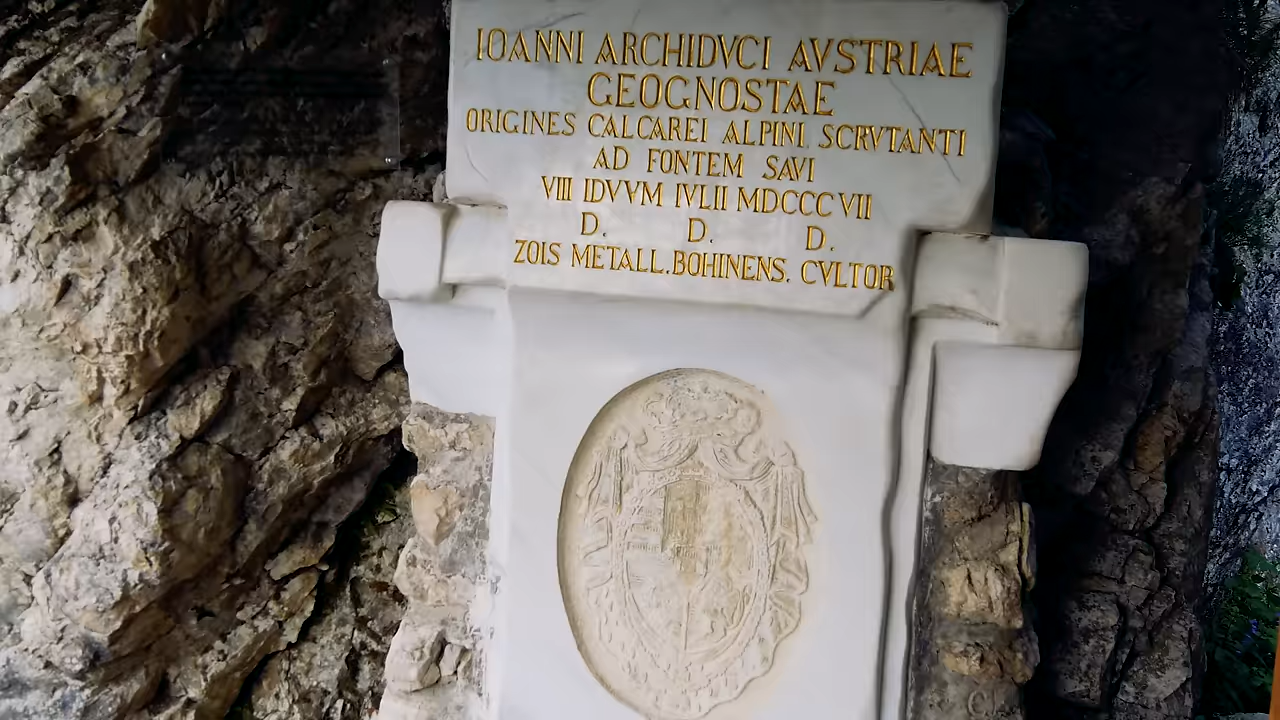 IOANNI ARCHIDVCI AVSTRIAE
GEOGNOSTAE
ORIGINES CALCAREI ALPINI SCRVTANTI
AD FONTEM SAVI
VIII IDVVM IVLII MDCCCVII
D. D. D.
ZOIS METALL. BOHINENS. CVLTOR